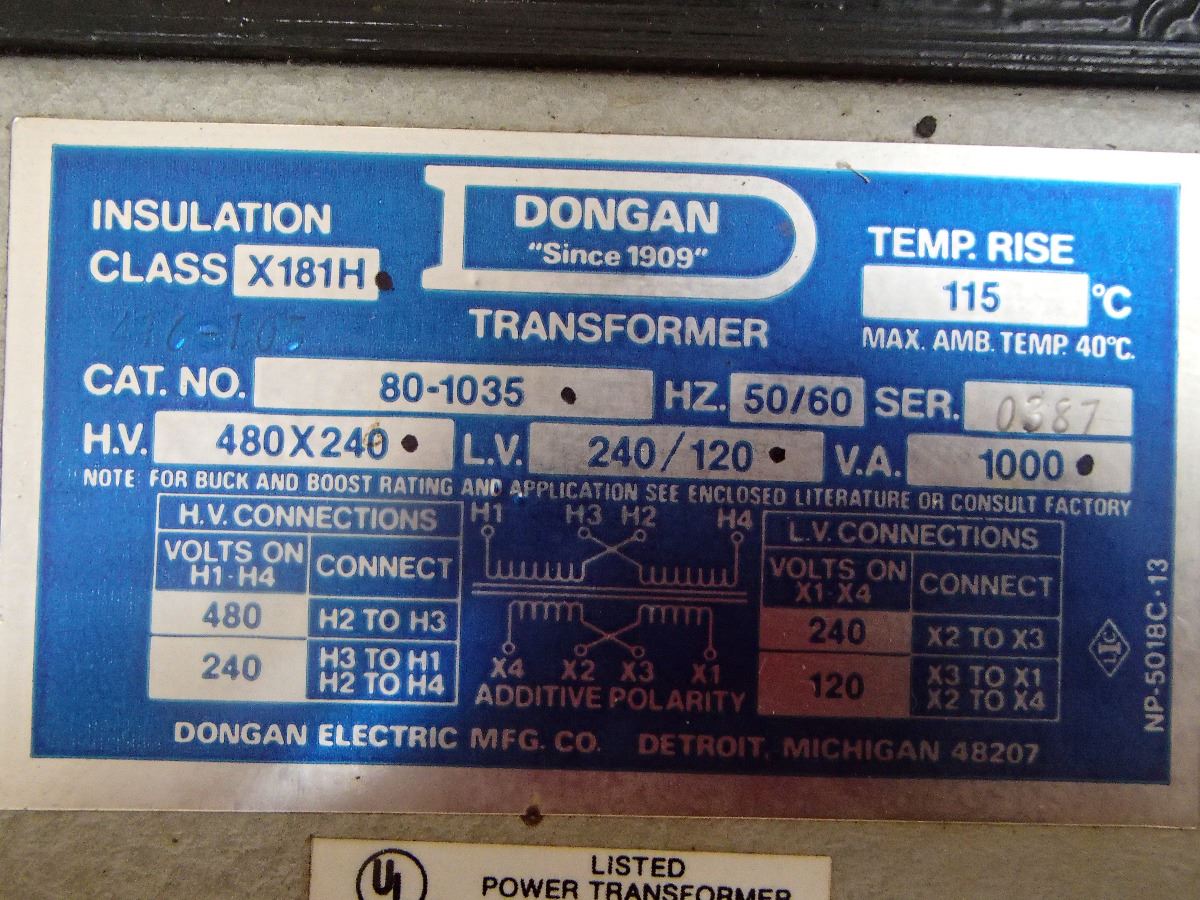 DONGAN
"Since 1909"
TRANSFORMER
INSULATION
CLASS X181H
TEMP. RISE
115 °C
MAX. AMB. TEMP. 40°C.
416-103
CAT. NO. 80-1035 HZ. 50/60 SER. 0387
H.V. 480X240 L.V. 240/120 V.A. 1000
NOTE: FOR BUCK AND BOOST RATING AND APPLICATION SEE ENCLOSED LITERATURE OR CONSULT FACTORY
H.V. CONNECTIONS
VOLTS ON H1-H4 CONNECT
480 H2 TO H3
240 H3 TO H1
H2 TO H4
H1 H3 H2 H4
X4 X2 X3 X1
ADDITIVE POLARITY
L.V. CONNECTIONS
VOLTS ON X1-X4 CONNECT
240 X2 TO X3
120 X3 TO X1
X2 TO X4
NP-5018C-13
DONGAN ELECTRIC MFG. CO. DETROIT, MICHIGAN 48207
UL
LISTED
POWER TRANSFORMER